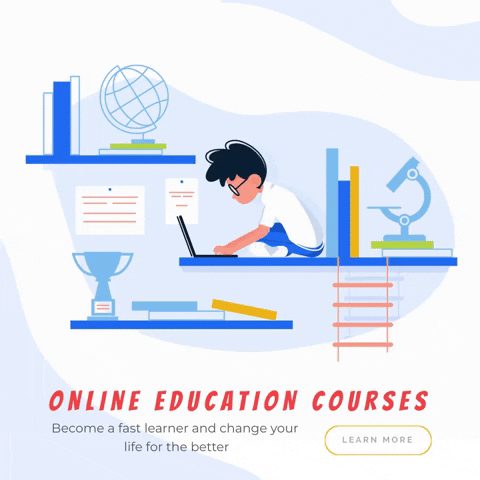 ONLINE EDUCATION COURSES
Become a fast learner and change your
life for the better
LEARN MORE